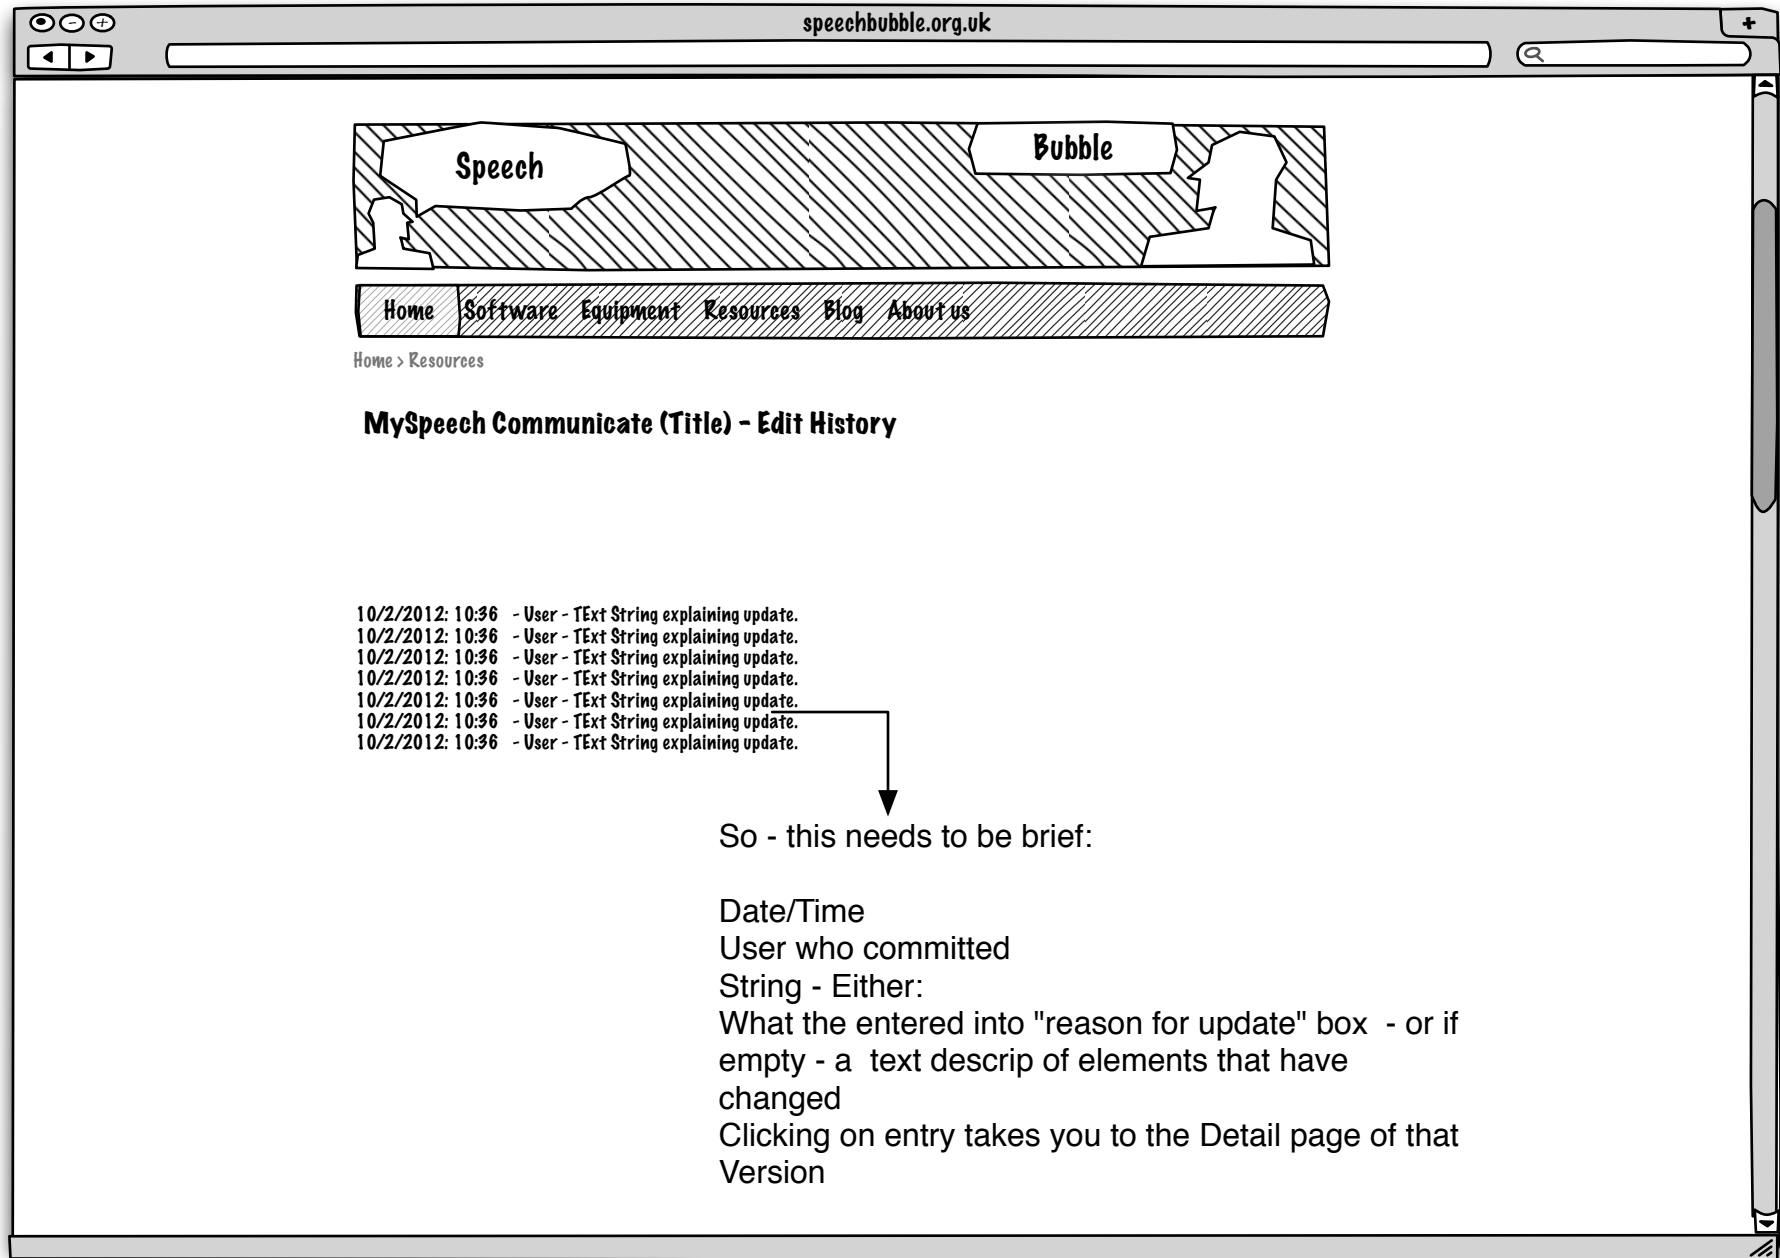 speechbubble.org.uk
Speech
Bubble
Home Software Equipment Resources Blog About us
Home > Resources
MySpeech Communicate (Title) - Edit History
10/2/2012: 10:36 - User - TExt String explaining update.
10/2/2012: 10:36 - User - TExt String explaining update.
10/2/2012: 10:36 - User - TExt String explaining update.
10/2/2012: 10:36 - User - TExt String explaining update.
10/2/2012: 10:36 - User - TExt String explaining update.
10/2/2012: 10:36 - User - TExt String explaining update.
10/2/2012: 10:36 - User - TExt String explaining update.
So - this needs to be brief:
Date/Time
User who committed
String - Either:
What the entered into "reason for update" box - or if
empty - a text descrip of elements that have
changed
Clicking on entry takes you to the Detail page of that
Version